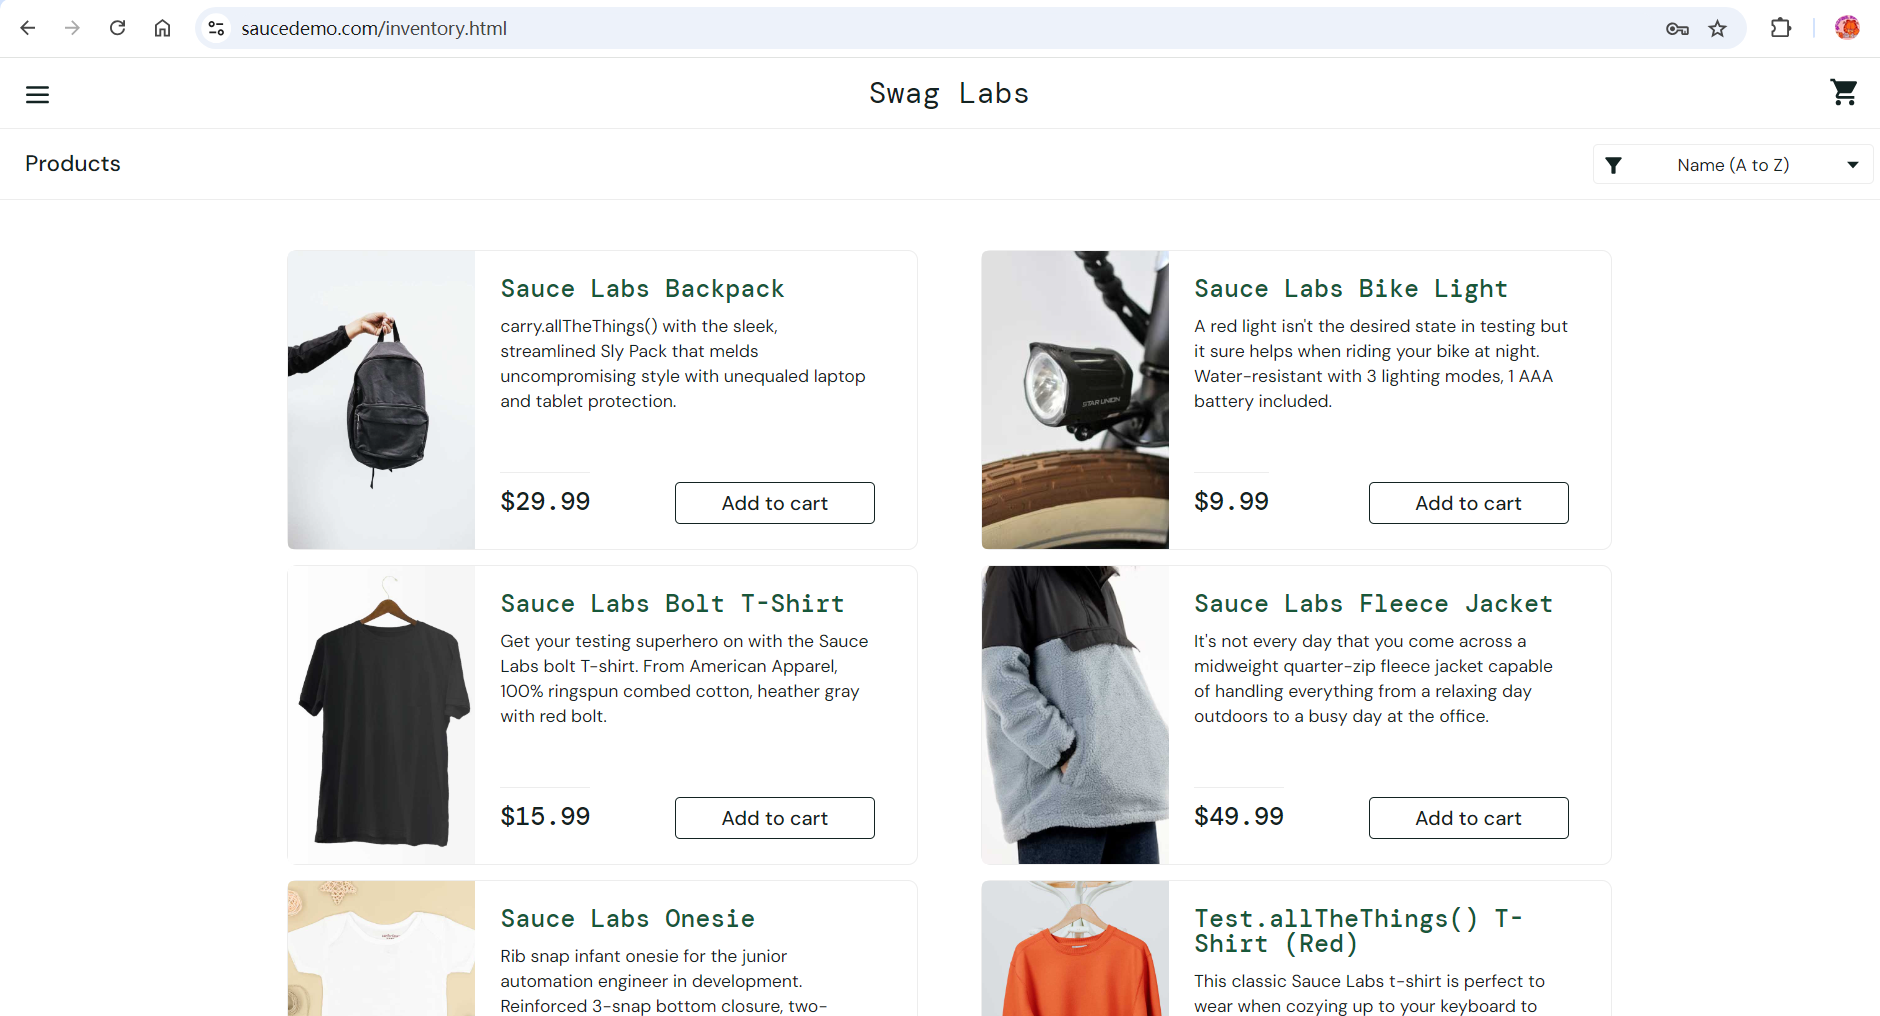 saucedemo.com/inventory.html
Swag Labs
Products
Name (A to Z)
Sauce Labs Backpack
carry.allTheThings() with the sleek,
streamlined Sly Pack that melds
uncompromising style with unequaled laptop
and tablet protection.
$29.99
Add to cart
STAR UNION
Sauce Labs Bike Light
A red light isn't the desired state in testing but
it sure helps when riding your bike at night.
Water-resistant with 3 lighting modes, 1 AAA
battery included.
$9.99
Add to cart
Sauce Labs Bolt T-Shirt
Get your testing superhero on with the Sauce
Labs bolt T-shirt. From American Apparel,
100% ringspun combed cotton, heather gray
with red bolt.
$15.99
Add to cart
Sauce Labs Fleece Jacket
It's not every day that you come across a
midweight quarter-zip fleece jacket capable
of handling everything from a relaxing day
outdoors to a busy day at the office.
$49.99
Add to cart
Sauce Labs Onesie
Rib snap infant onesie for the junior
automation engineer in development.
Reinforced 3-snap bottom closure, two-
Test.allTheThings() T-
Shirt (Red)
This classic Sauce Labs t-shirt is perfect to
wear when cozying up to your keyboard to